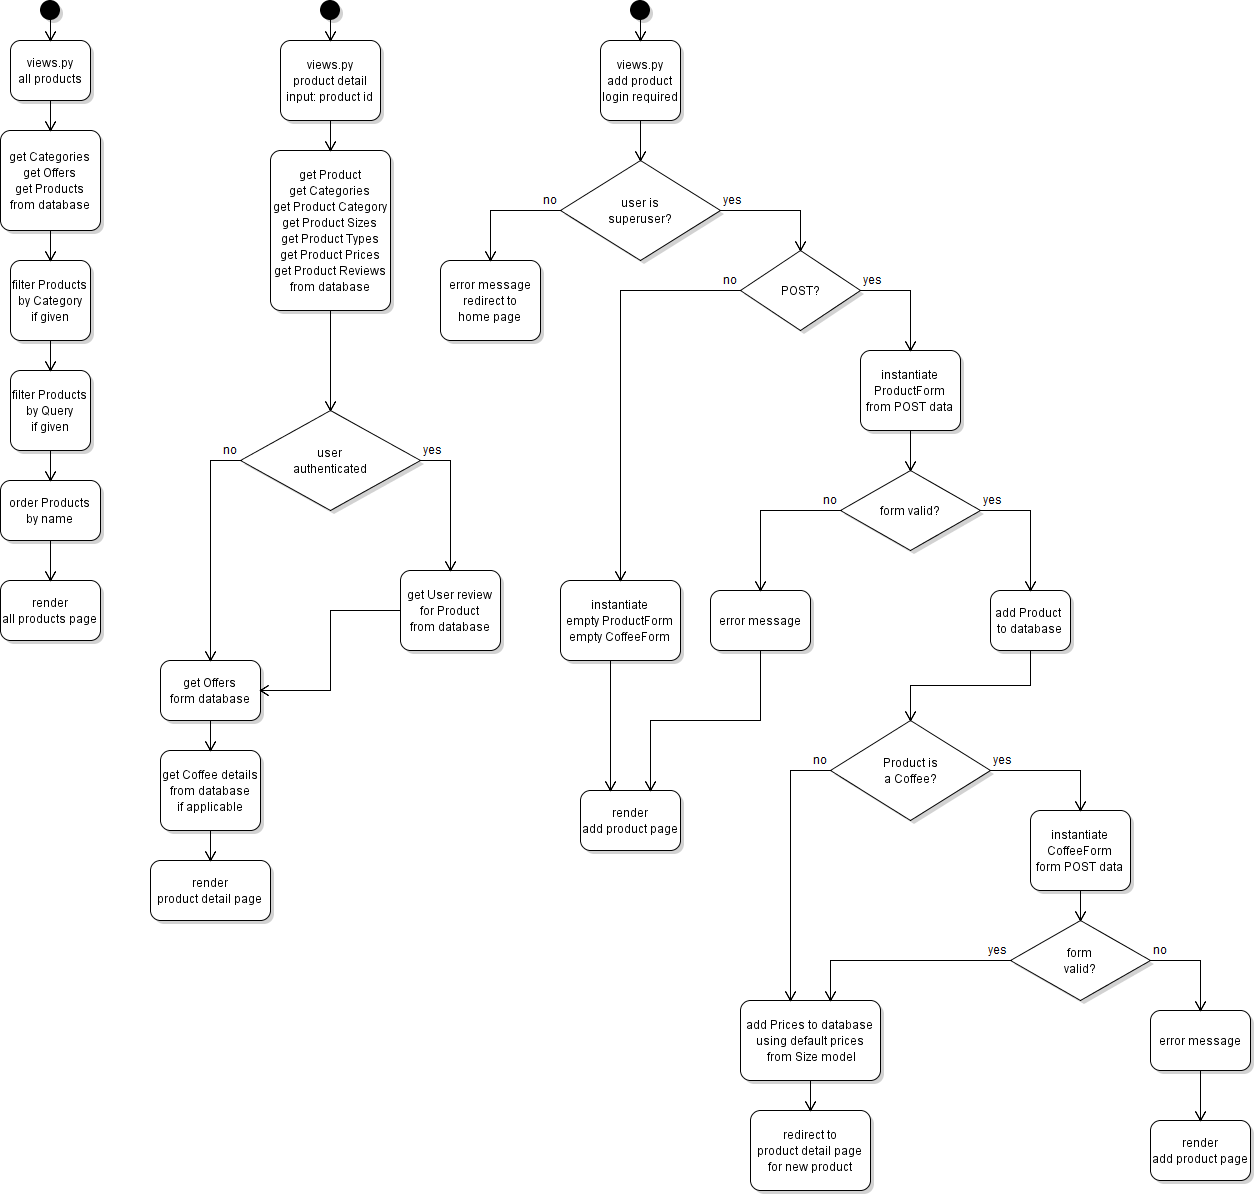 views.py
all products
get Categories
get Offers
get Products
from database
filter Products
by Category
if given
filter Products
by Query
if given
order Products
by name
render
all products page
views.py
product detail
input: product id
get Product
get Categories
get Product Category
get Product Sizes
get Product Types
get Product Prices
get Product Reviews
from database
user
authenticated
no
yes
get User review
for Product
from database
get Offers
form database
get Coffee details
from database
if applicable
render
product detail page
views.py
add product
login required
user is
superuser?
no
yes
error message
redirect to
home page
POST?
no
yes
instantiate
ProductForm
from POST data
form valid?
no
yes
instantiate
empty ProductForm
empty CoffeeForm
error message
add Product
to database
render
add product page
Product is
a Coffee?
no
yes
instantiate
CoffeeForm
form POST data
form
valid?
yes
no
add Prices to database
using default prices
from Size model
error message
redirect to
product detail page
for new product
render
add product page